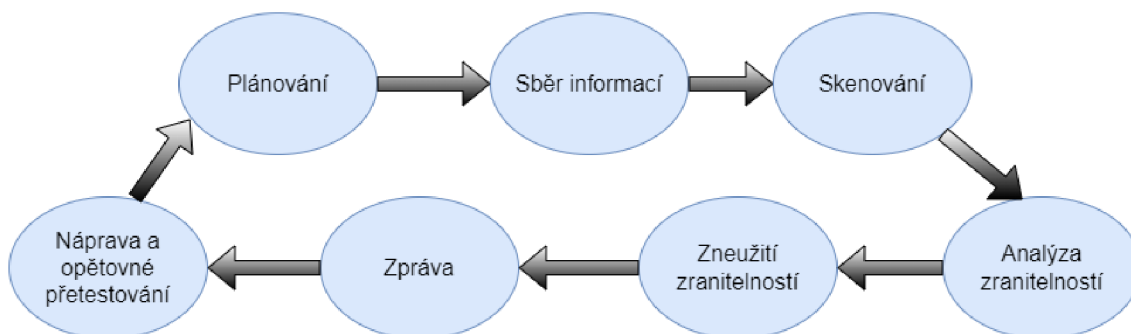 Plánování
Sběr informací
Skenování
Analýza
zranitelností
Zneužití
zranitelností
Zpráva
Náprava a
opětovné
přetestování